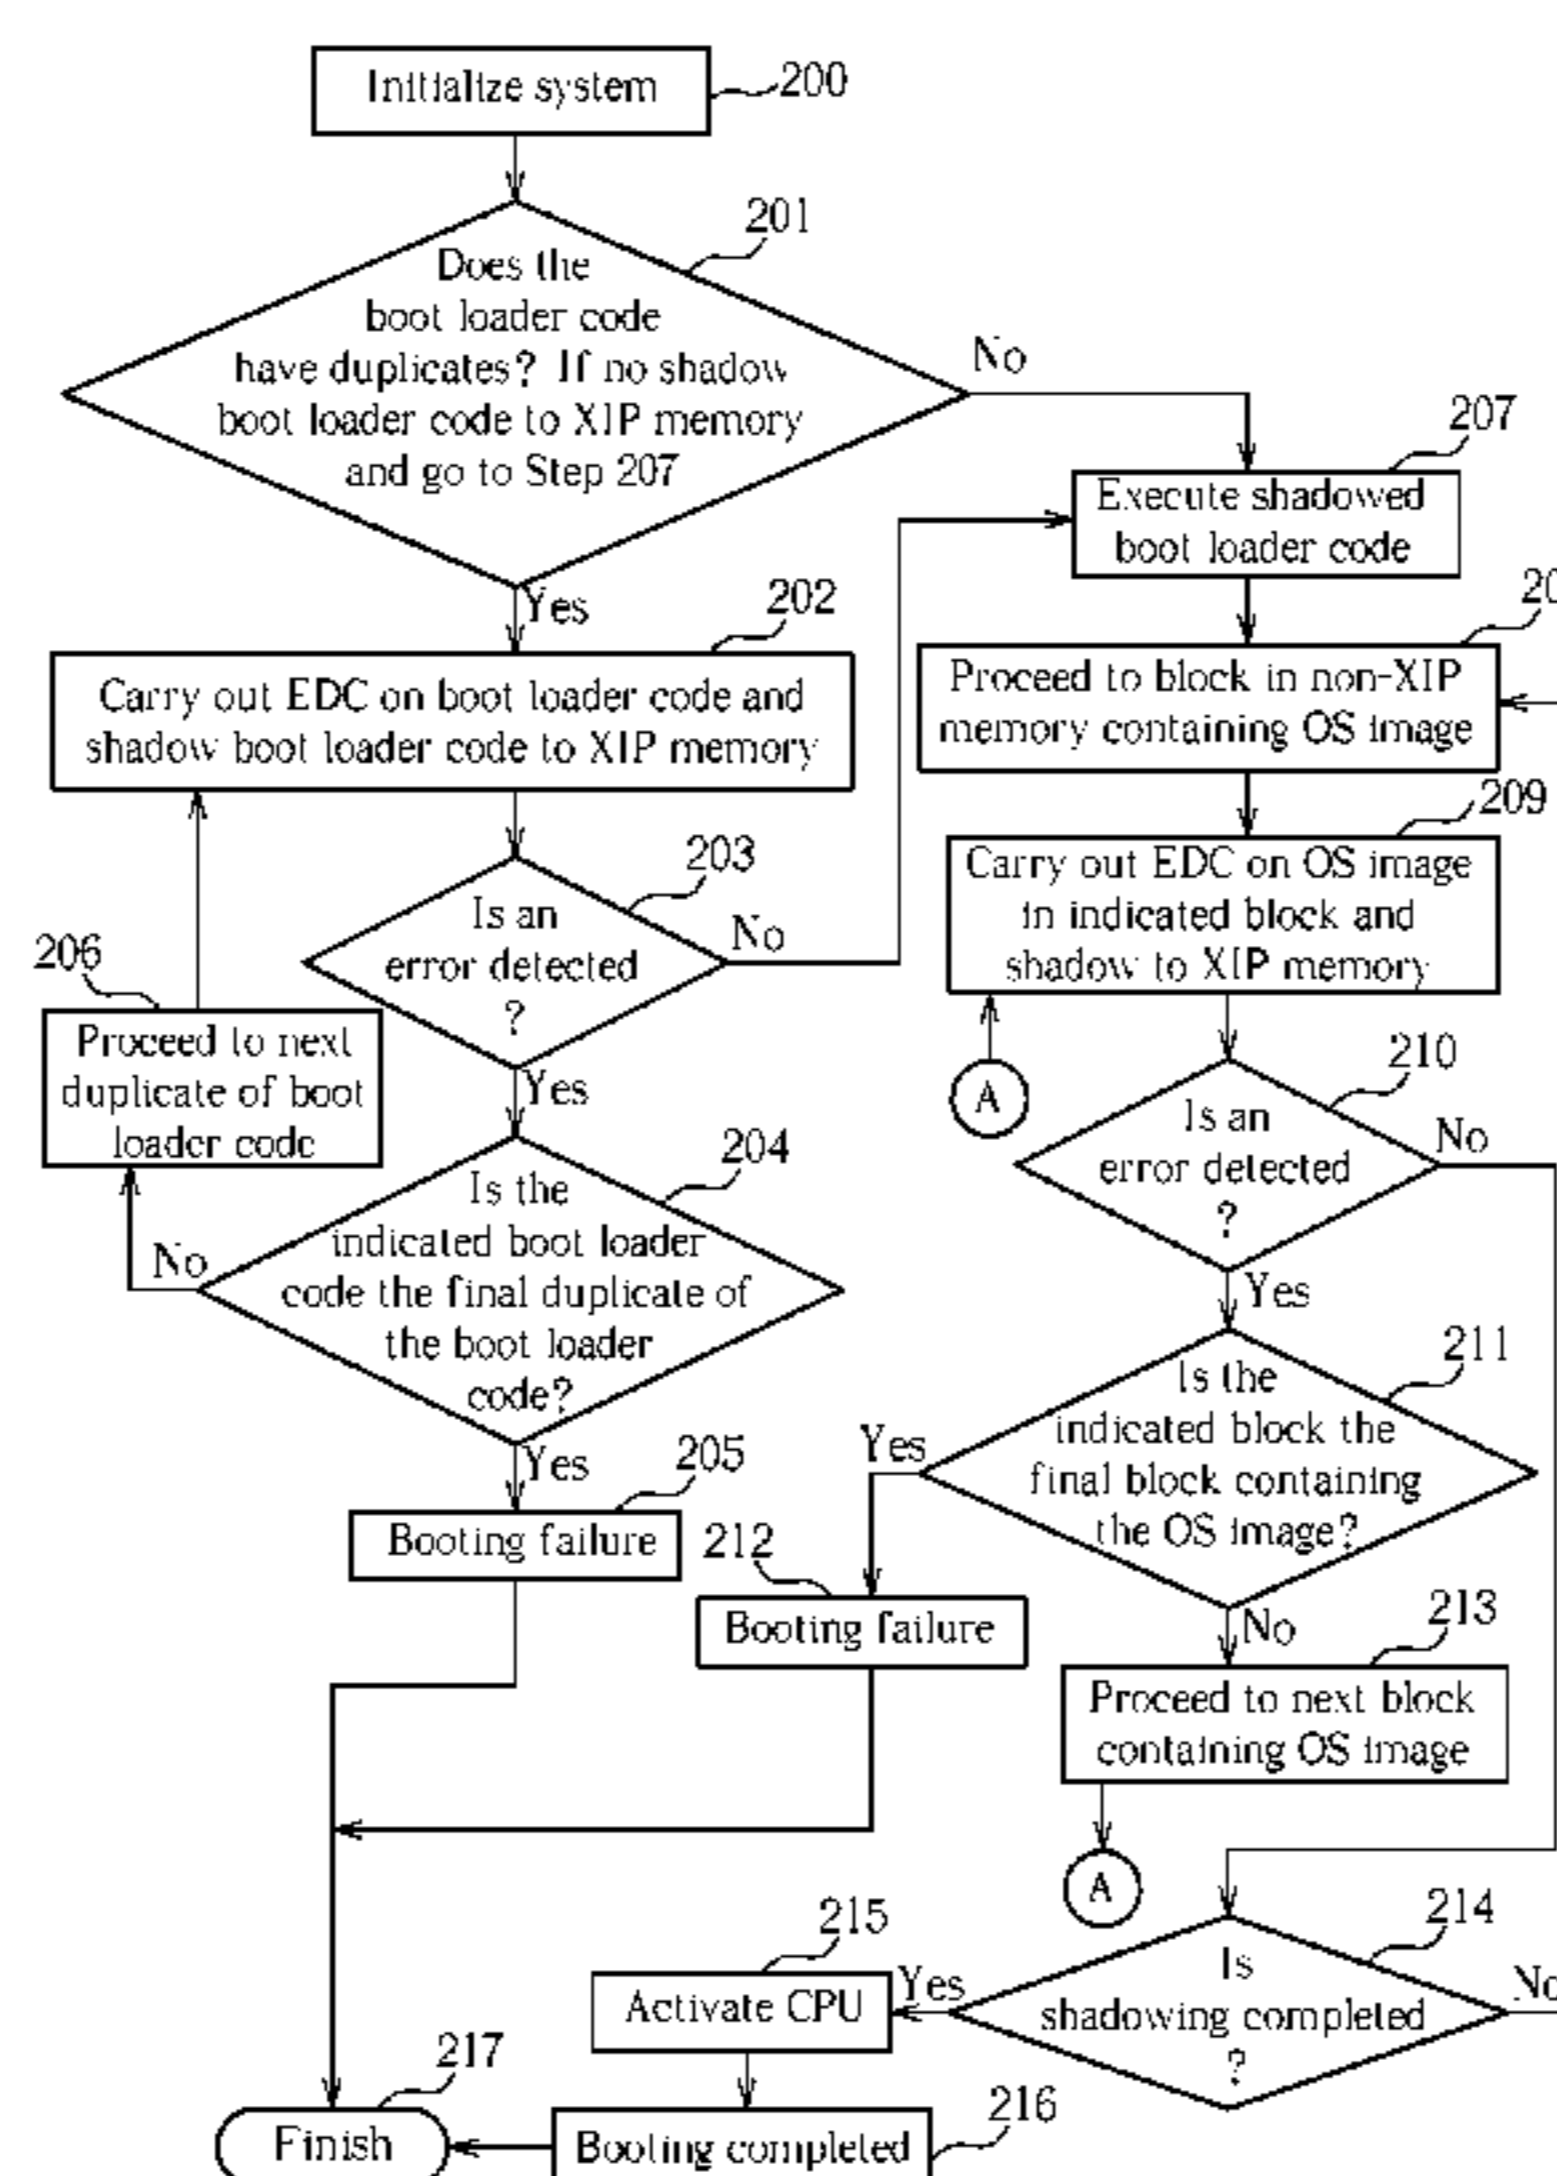 Initialize system
200
201
Does the
boot loader code
have duplicates? If no shadow
boot loader code to XIP memory
and go to Step 207
No
Yes
207
Execute shadowed
boot loader code
202
Carry out EDC on boot loader code and
shadow boot loader code to XIP memory
Proceed to block in non-XIP
memory containing OS image
209
Carry out EDC on OS image
in indicated block and
shadow to XIP memory
203
Is an
error detected
?
No
Yes
206
Proceed to next
duplicate of boot
loader code
A
210
Is an
error detected
?
No
Yes
204
Is the
indicated boot loader
code the final duplicate of
the boot loader
code?
No
Yes
205
Booting failure
211
Is the
indicated block the
final block containing
the OS image?
Yes
No
212
Booting failure
213
Proceed to next block
containing OS image
A
214
Is
shadowing completed
?
Yes
No
215
Activate CPU
216
Booting completed
217
Finish